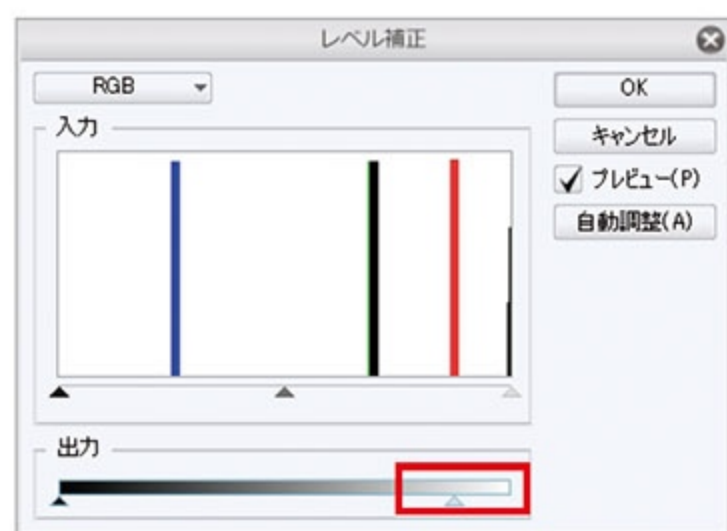 レベル補正
RGB
OK
入力
キャンセル
プレビュー(P)
自動調整(A)
出力